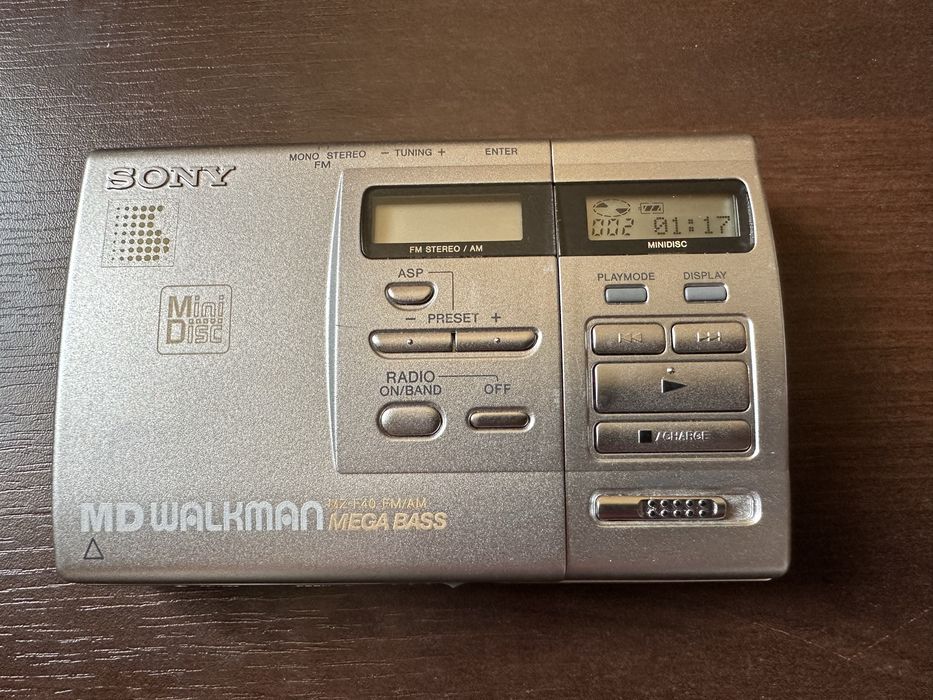 SONY
MONO STEREO
FM
− TUNING +
ENTER
FM STEREO / AM
002 01:17
MINIDISC
ASP
− PRESET +
RADIO
ON/BAND
OFF
PLAYMODE
DISPLAY
/CHARGE
Mini
Disc
MD WALKMAN
MZ-F40 FM/AM
MEGA BASS